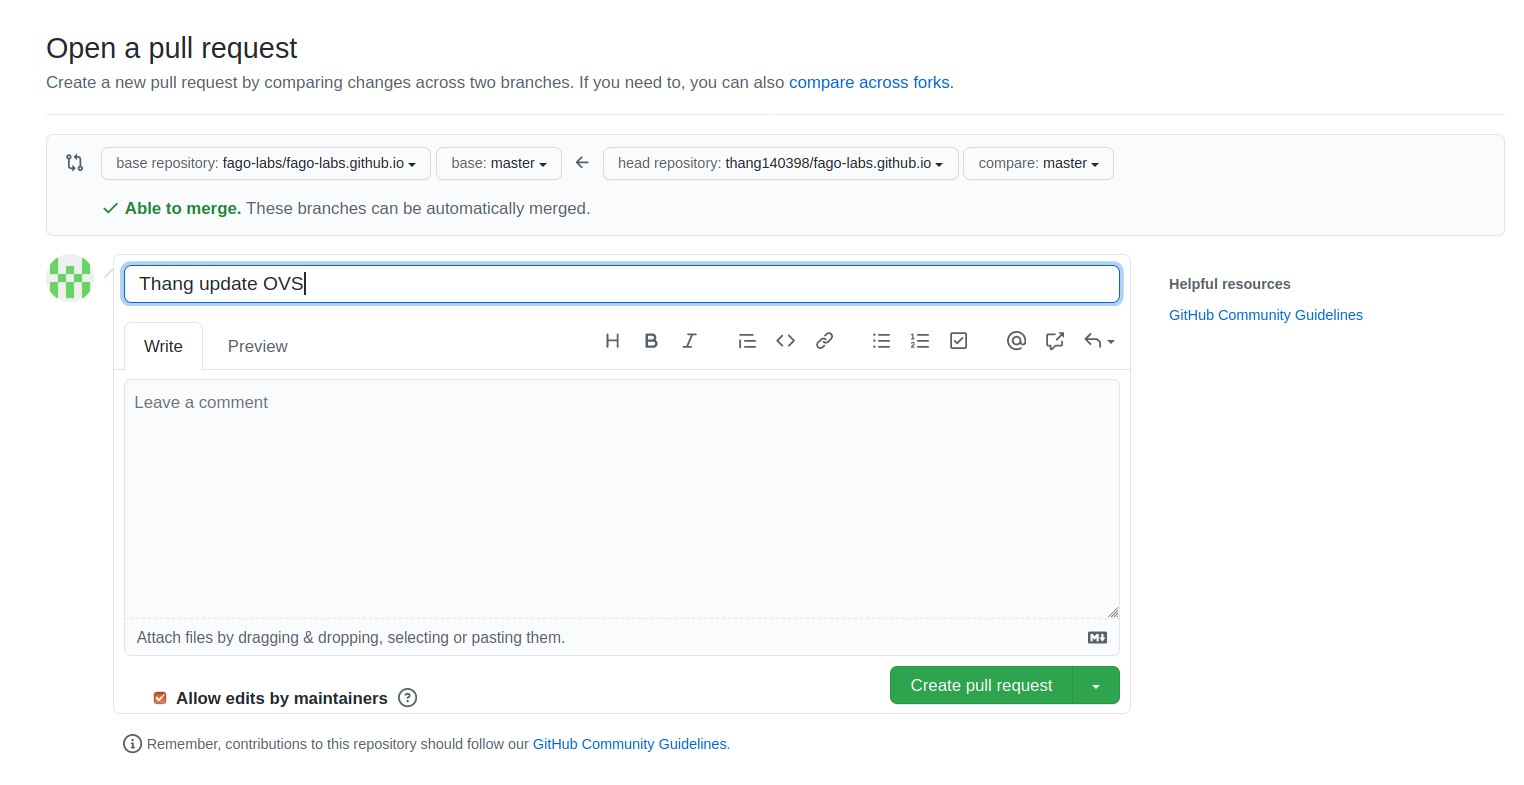 Open a pull request
Create a new pull request by comparing changes across two branches. If you need to, you can also compare across forks.
base repository: fago-labs/fago-labs.github.io base: master head repository: thang140398/fago-labs.github.io compare: master
Able to merge. These branches can be automatically merged.
Thang update OVS
Helpful resources
GitHub Community Guidelines
Write Preview
Leave a comment
Attach files by dragging & dropping, selecting or pasting them.
Create pull request
Allow edits by maintainers
Remember, contributions to this repository should follow our GitHub Community Guidelines.